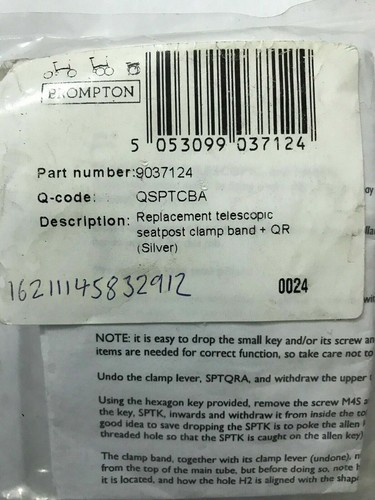 BROMPTON
5 053099 037124
Part number:9037124
Q-code: QSPTCBA
Description: Replacement telescopic
seatpost clamp band + QR
(Silver)
16211145832912
0024
NOTE: it is easy to drop the small key and/or its screw an
items are needed for correct function, so take care not to
Undo the clamp lever, SPTQRA, and withdraw the upper
Using the hexagon key provided, remove the screw M4S a
the key, SPTK, inwards and withdraw it from inside the to
good idea to save dropping the SPTK is to poke the allen
threaded hole so that the SPTK is caught on the allen key)
The clamp band, together with its clamp lever (undone), n
from the top of the main tube, but before doing so, note h
it is located, and how the hole H2 is aligned with the shap